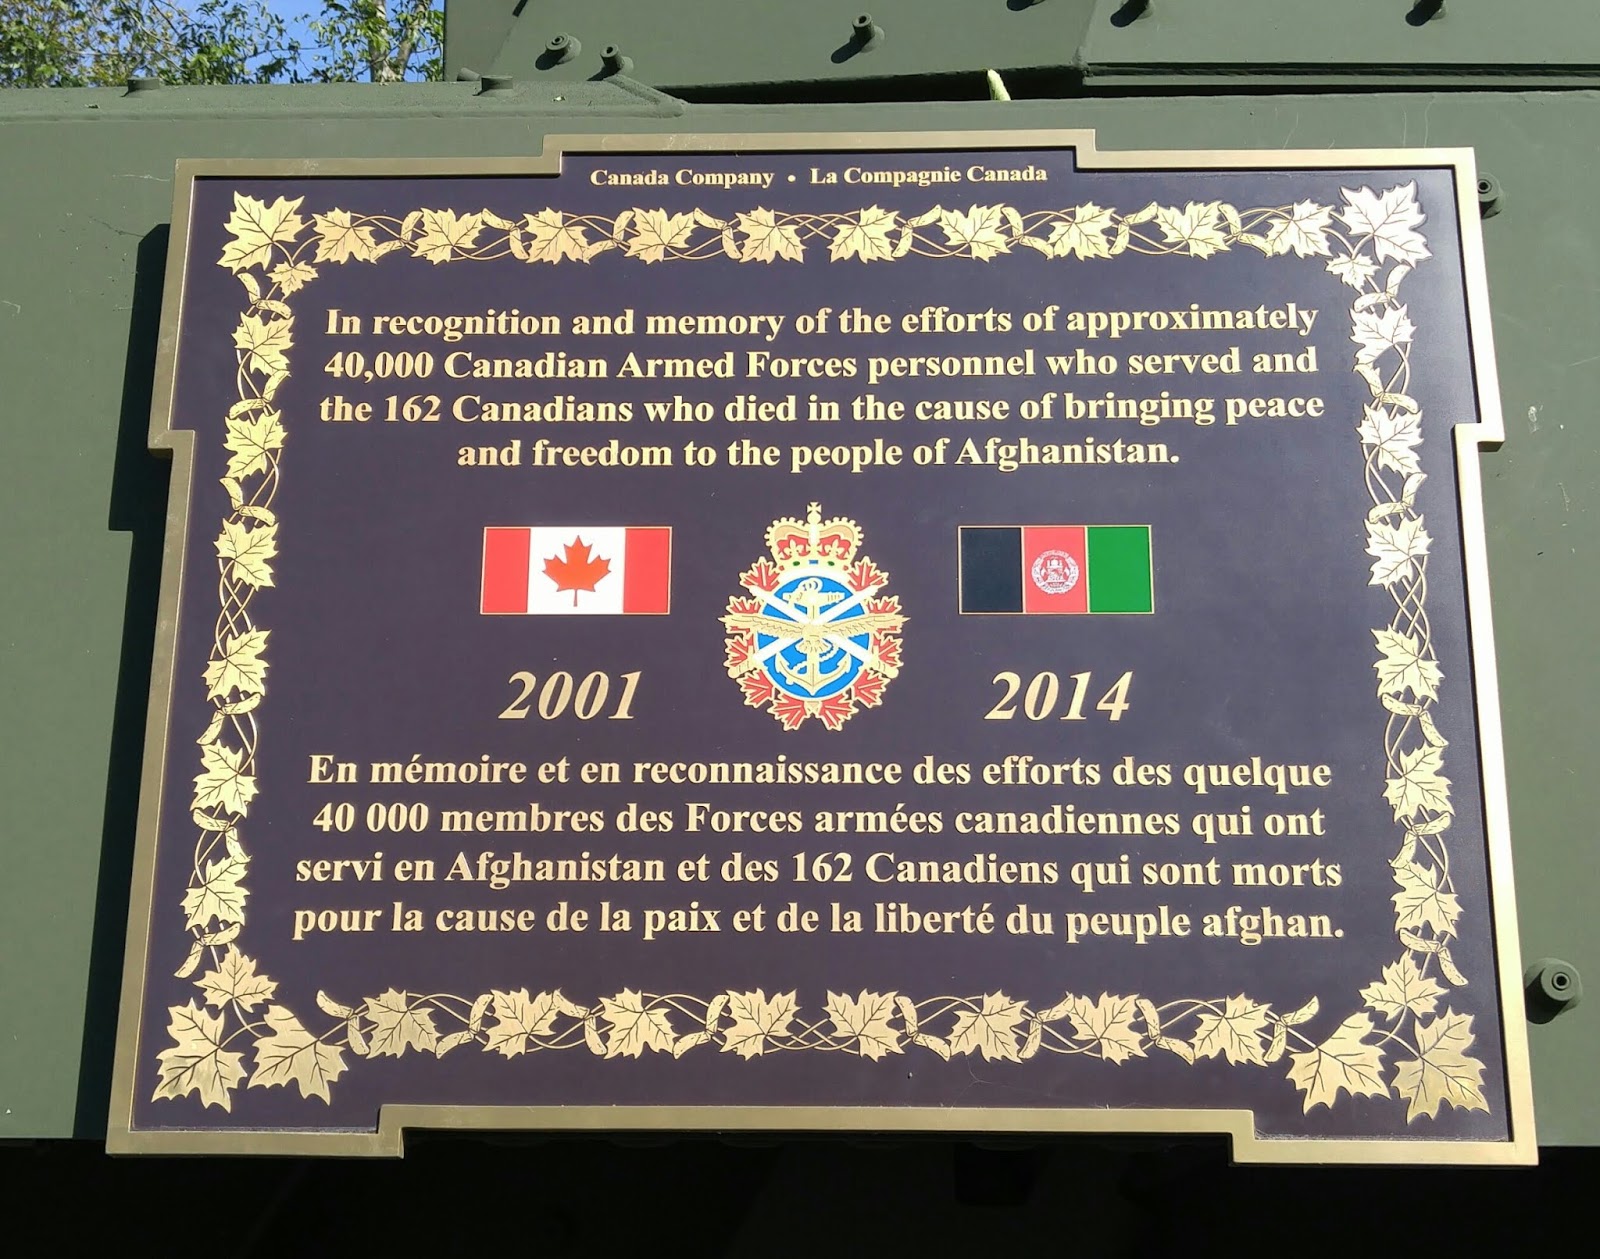 Canada Company • La Compagnie Canada
In recognition and memory of the efforts of approximately
40,000 Canadian Armed Forces personnel who served and
the 162 Canadians who died in the cause of bringing peace
and freedom to the people of Afghanistan.
2001 2014
En mémoire et en reconnaissance des efforts des quelque
40 000 membres des Forces armées canadiennes qui ont
servi en Afghanistan et des 162 Canadiens qui sont morts
pour la cause de la paix et de la liberté du peuple afghan.